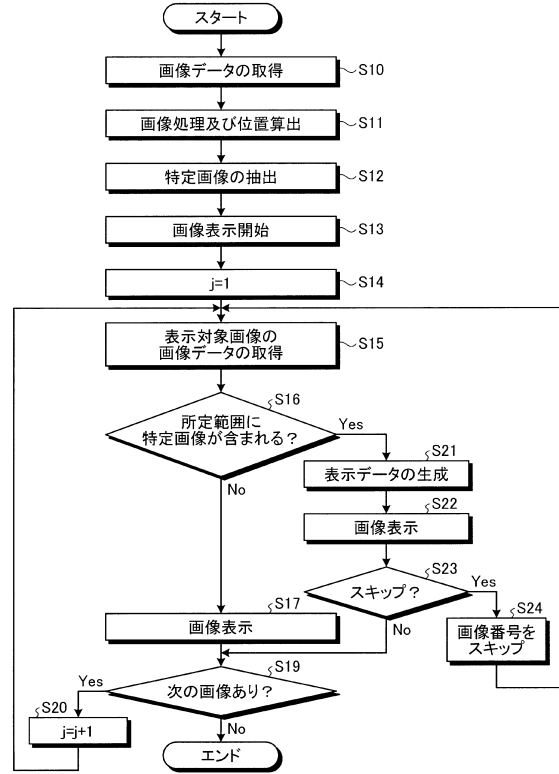 スタート
画像データの取得
S10
画像処理及び位置算出
S11
特定画像の抽出
S12
画像表示開始
S13
j=1
S14
表示対象画像の
画像データの取得
S15
S16
所定範囲に
特定画像が含まれる？
Yes
No
S21
表示データの生成
S22
画像表示
S23
スキップ？
Yes
No
S24
画像番号を
スキップ
S17
画像表示
S19
次の画像あり？
Yes
No
S20
j=j+1
エンド